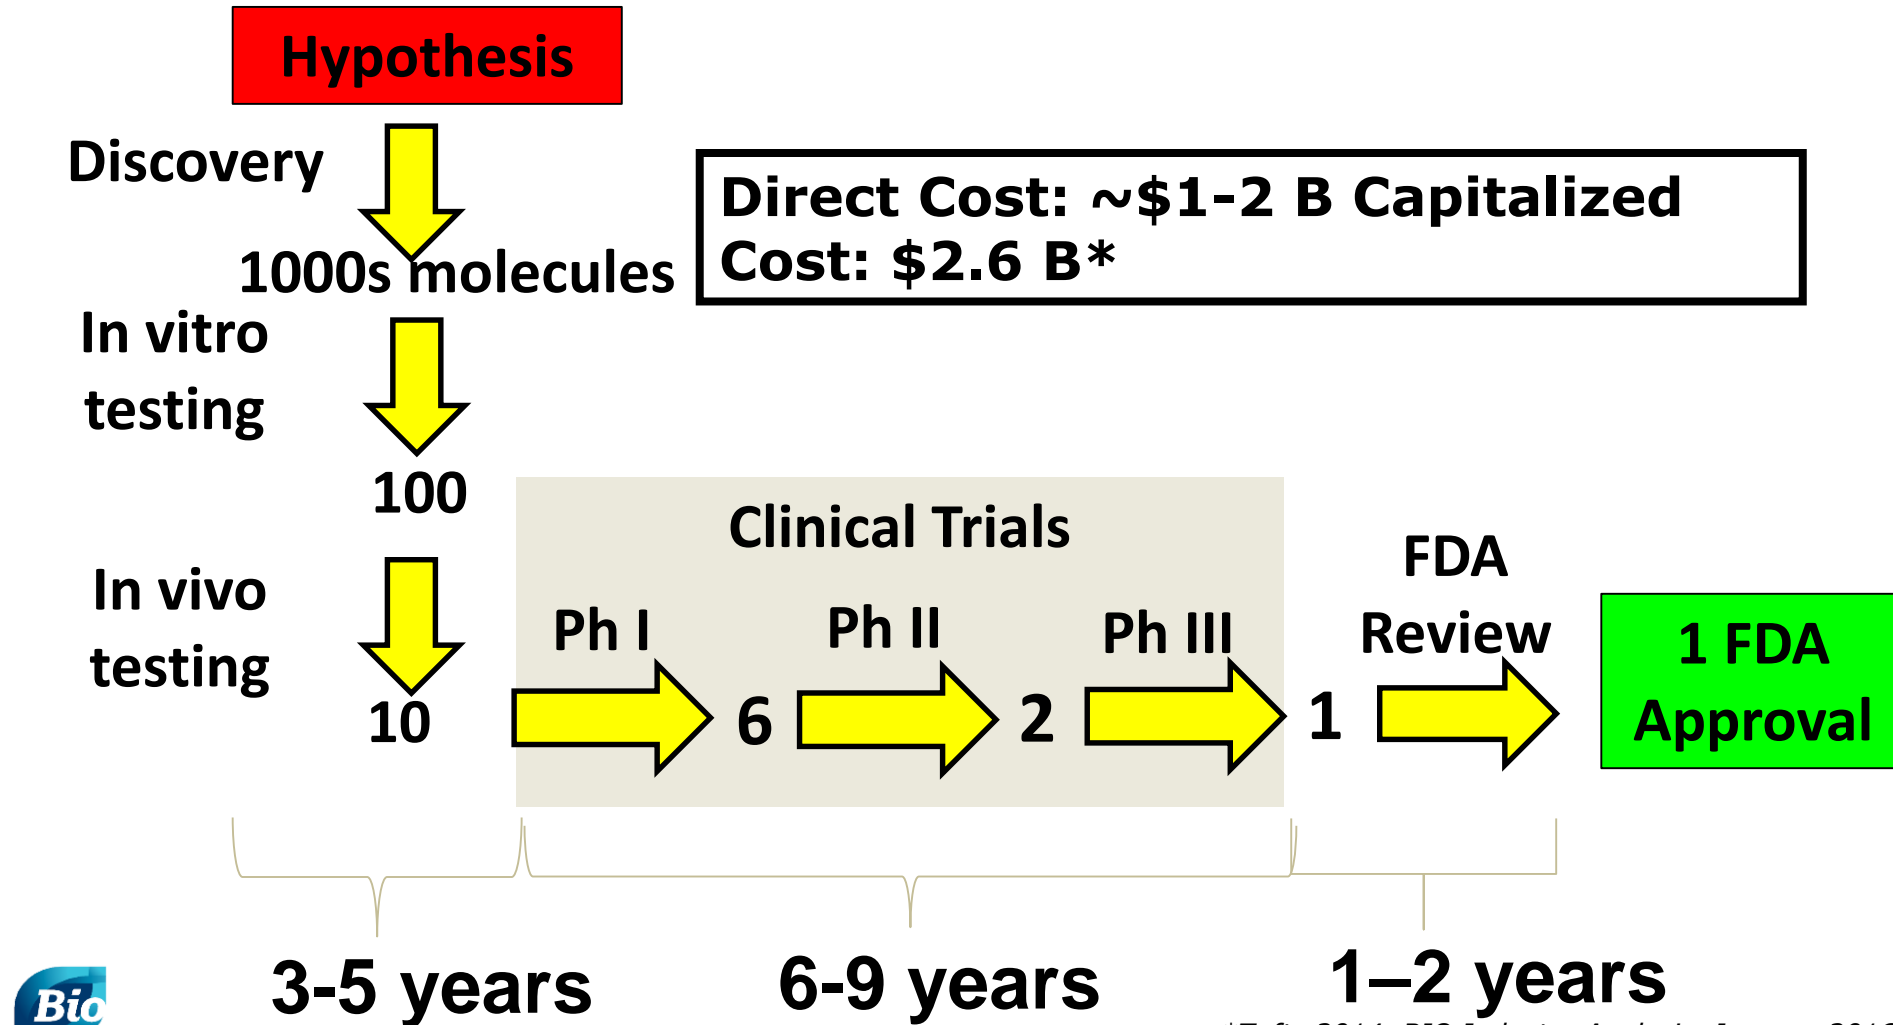 Hypothesis
Discovery
Direct Cost: ~$1-2 B Capitalized
Cost: $2.6 B*
1000s molecules
In vitro
testing
100
Clinical Trials
In vivo
testing
FDA
Review
Ph I
Ph II
Ph III
1 FDA
Approval
10
6
2
1
3-5 years
6-9 years
1–2 years
Bio